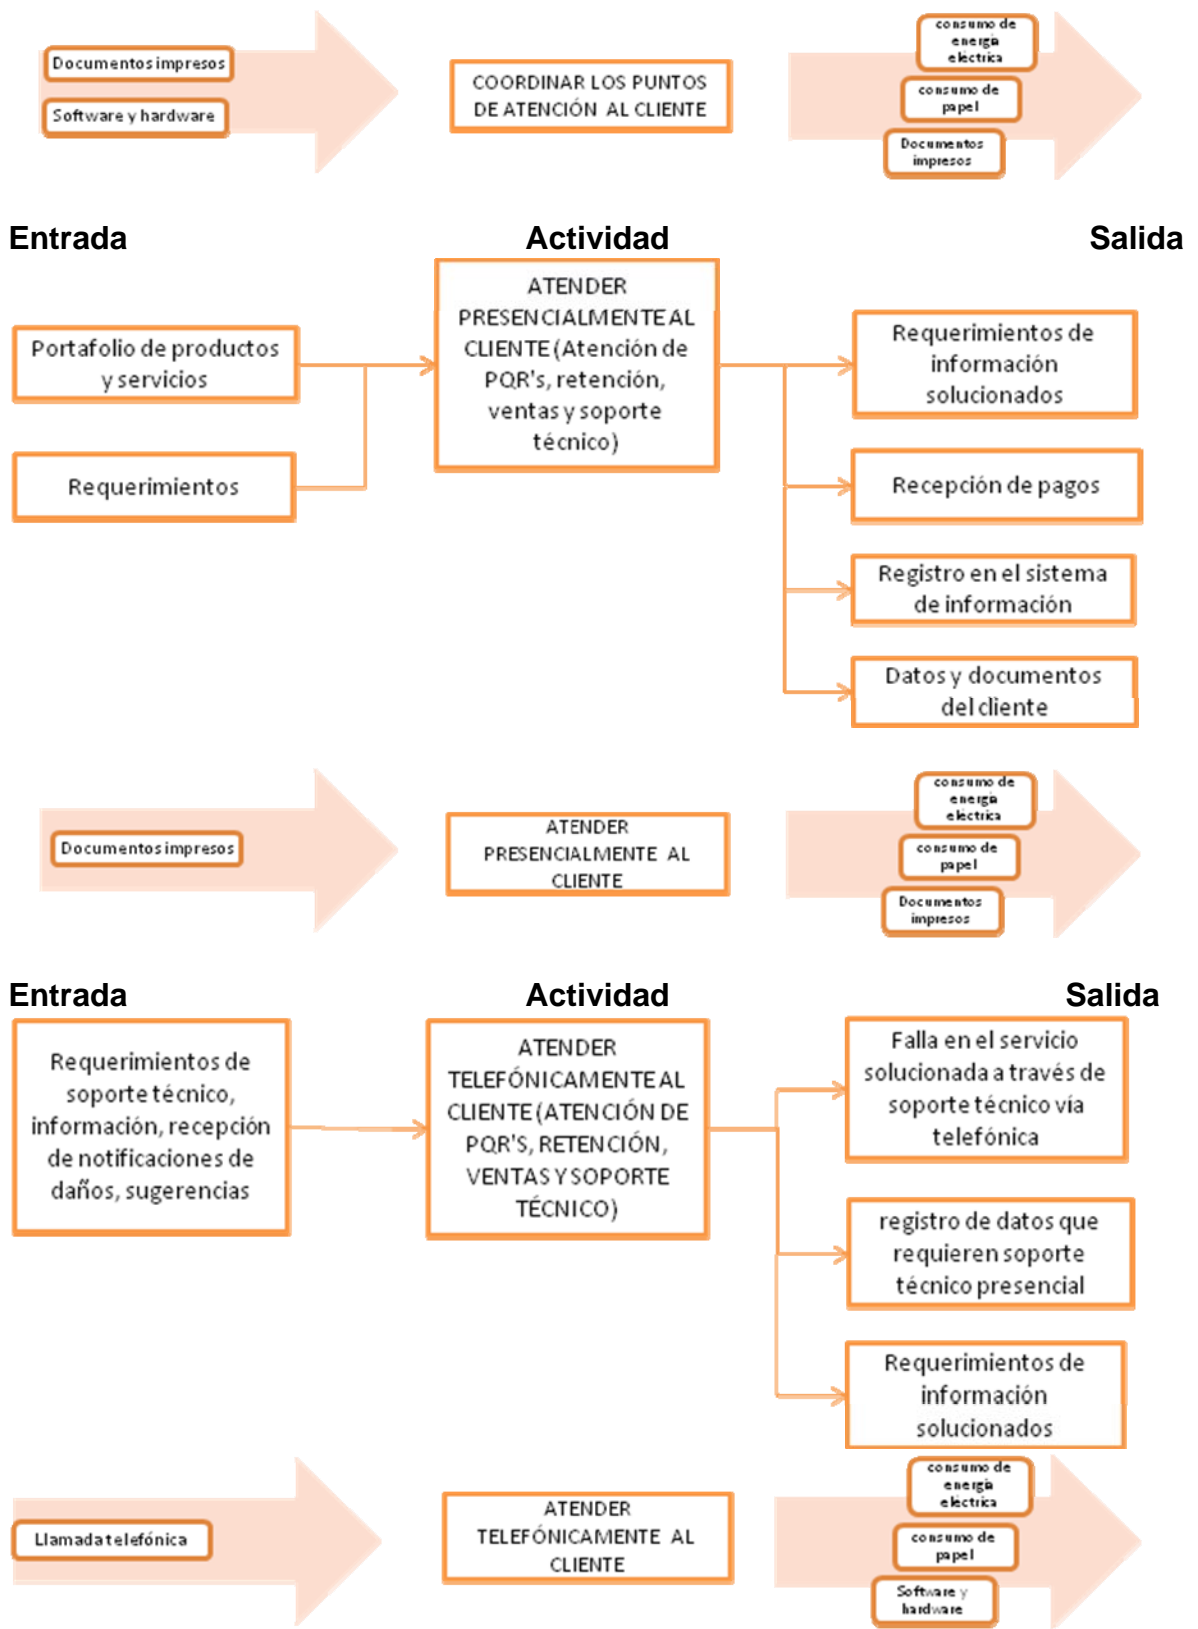 Documentos impresos
Software y hardware
COORDINAR LOS PUNTOS
DE ATENCIÓN AL CLIENTE
consumo de
energía
eléctrica
consumo de
papel
Documentos
impresos
Entrada
Actividad
Salida
Portafolio de productos
y servicios
Requerimientos
ATENDER
PRESENCIALMENTE AL
CLIENTE (Atención de
PQR's, retención,
ventas y soporte
técnico)
Requerimientos de
información
solucionados
Recepción de pagos
Registro en el sistema
de información
Datos y documentos
del cliente
Documentos impresos
ATENDER
PRESENCIALMENTE AL
CLIENTE
consumo de
energía
eléctrica
consumo de
papel
Documentos
impresos
Entrada
Actividad
Salida
Requerimientos de
soporte técnico,
información, recepción
de notificaciones de
daños, sugerencias
ATENDER
TELEFÓNICAMENTE AL
CLIENTE (ATENCIÓN DE
PQR'S, RETENCIÓN,
VENTAS Y SOPORTE
TÉCNICO)
Falla en el servicio
solucionada a través de
soporte técnico vía
telefónica
registro de datos que
requieren soporte
técnico presencial
Requerimientos de
información
solucionados
Llamada telefónica
ATENDER
TELEFÓNICAMENTE AL
CLIENTE
consumo de
energía
eléctrica
consumo de
papel
Software y
hardware